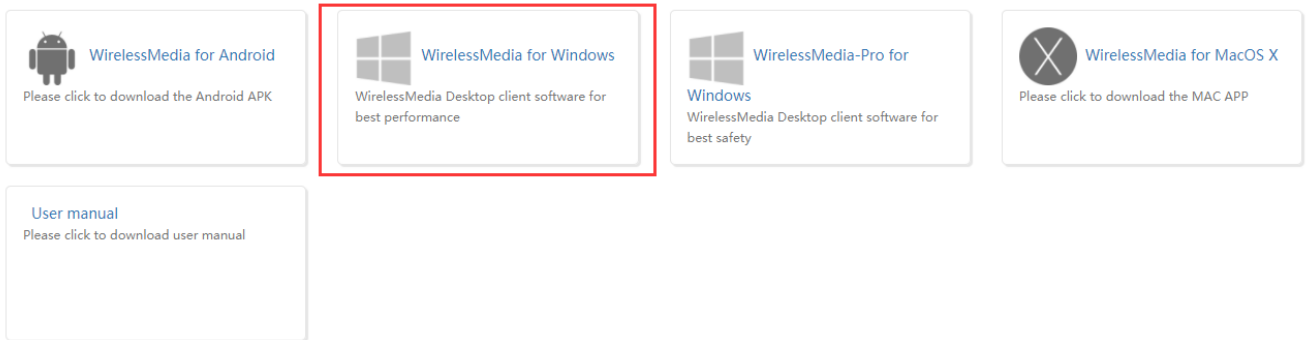 WirelessMedia for Android
Please click to download the Android APK
WirelessMedia for Windows
WirelessMedia Desktop client software for
best performance
WirelessMedia-Pro for
Windows
WirelessMedia Desktop client software for
best safety
WirelessMedia for MacOS X
Please click to download the MAC APP
User manual
Please click to download user manual